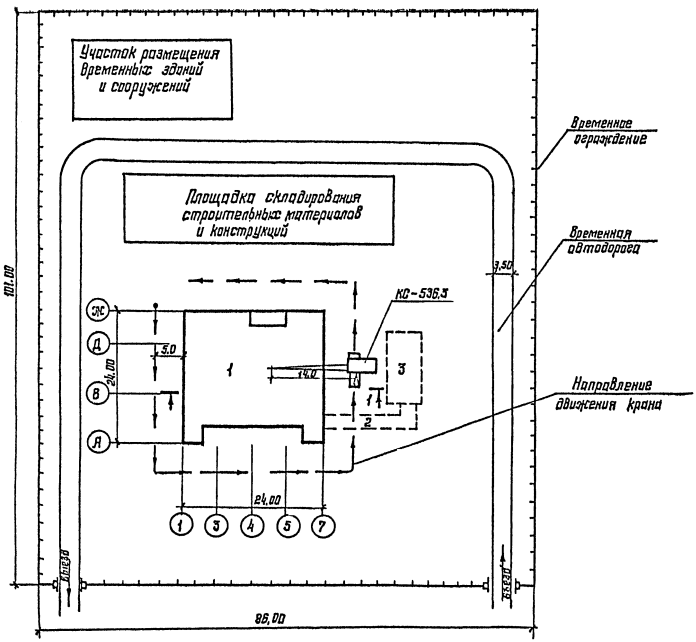 Участок размещения
временных зданий
и сооружений
Временное
ограждение
Площадка складирования
строительных материалов
и конструкций
Временная
автодорога
3,50
101.00
КС-536,3
Ж
Д
5.0
24.00
В
Я
1
14.0
3
1
2
Направление
движения крана
24,00
1
3
4
5
7
въезд
86,00